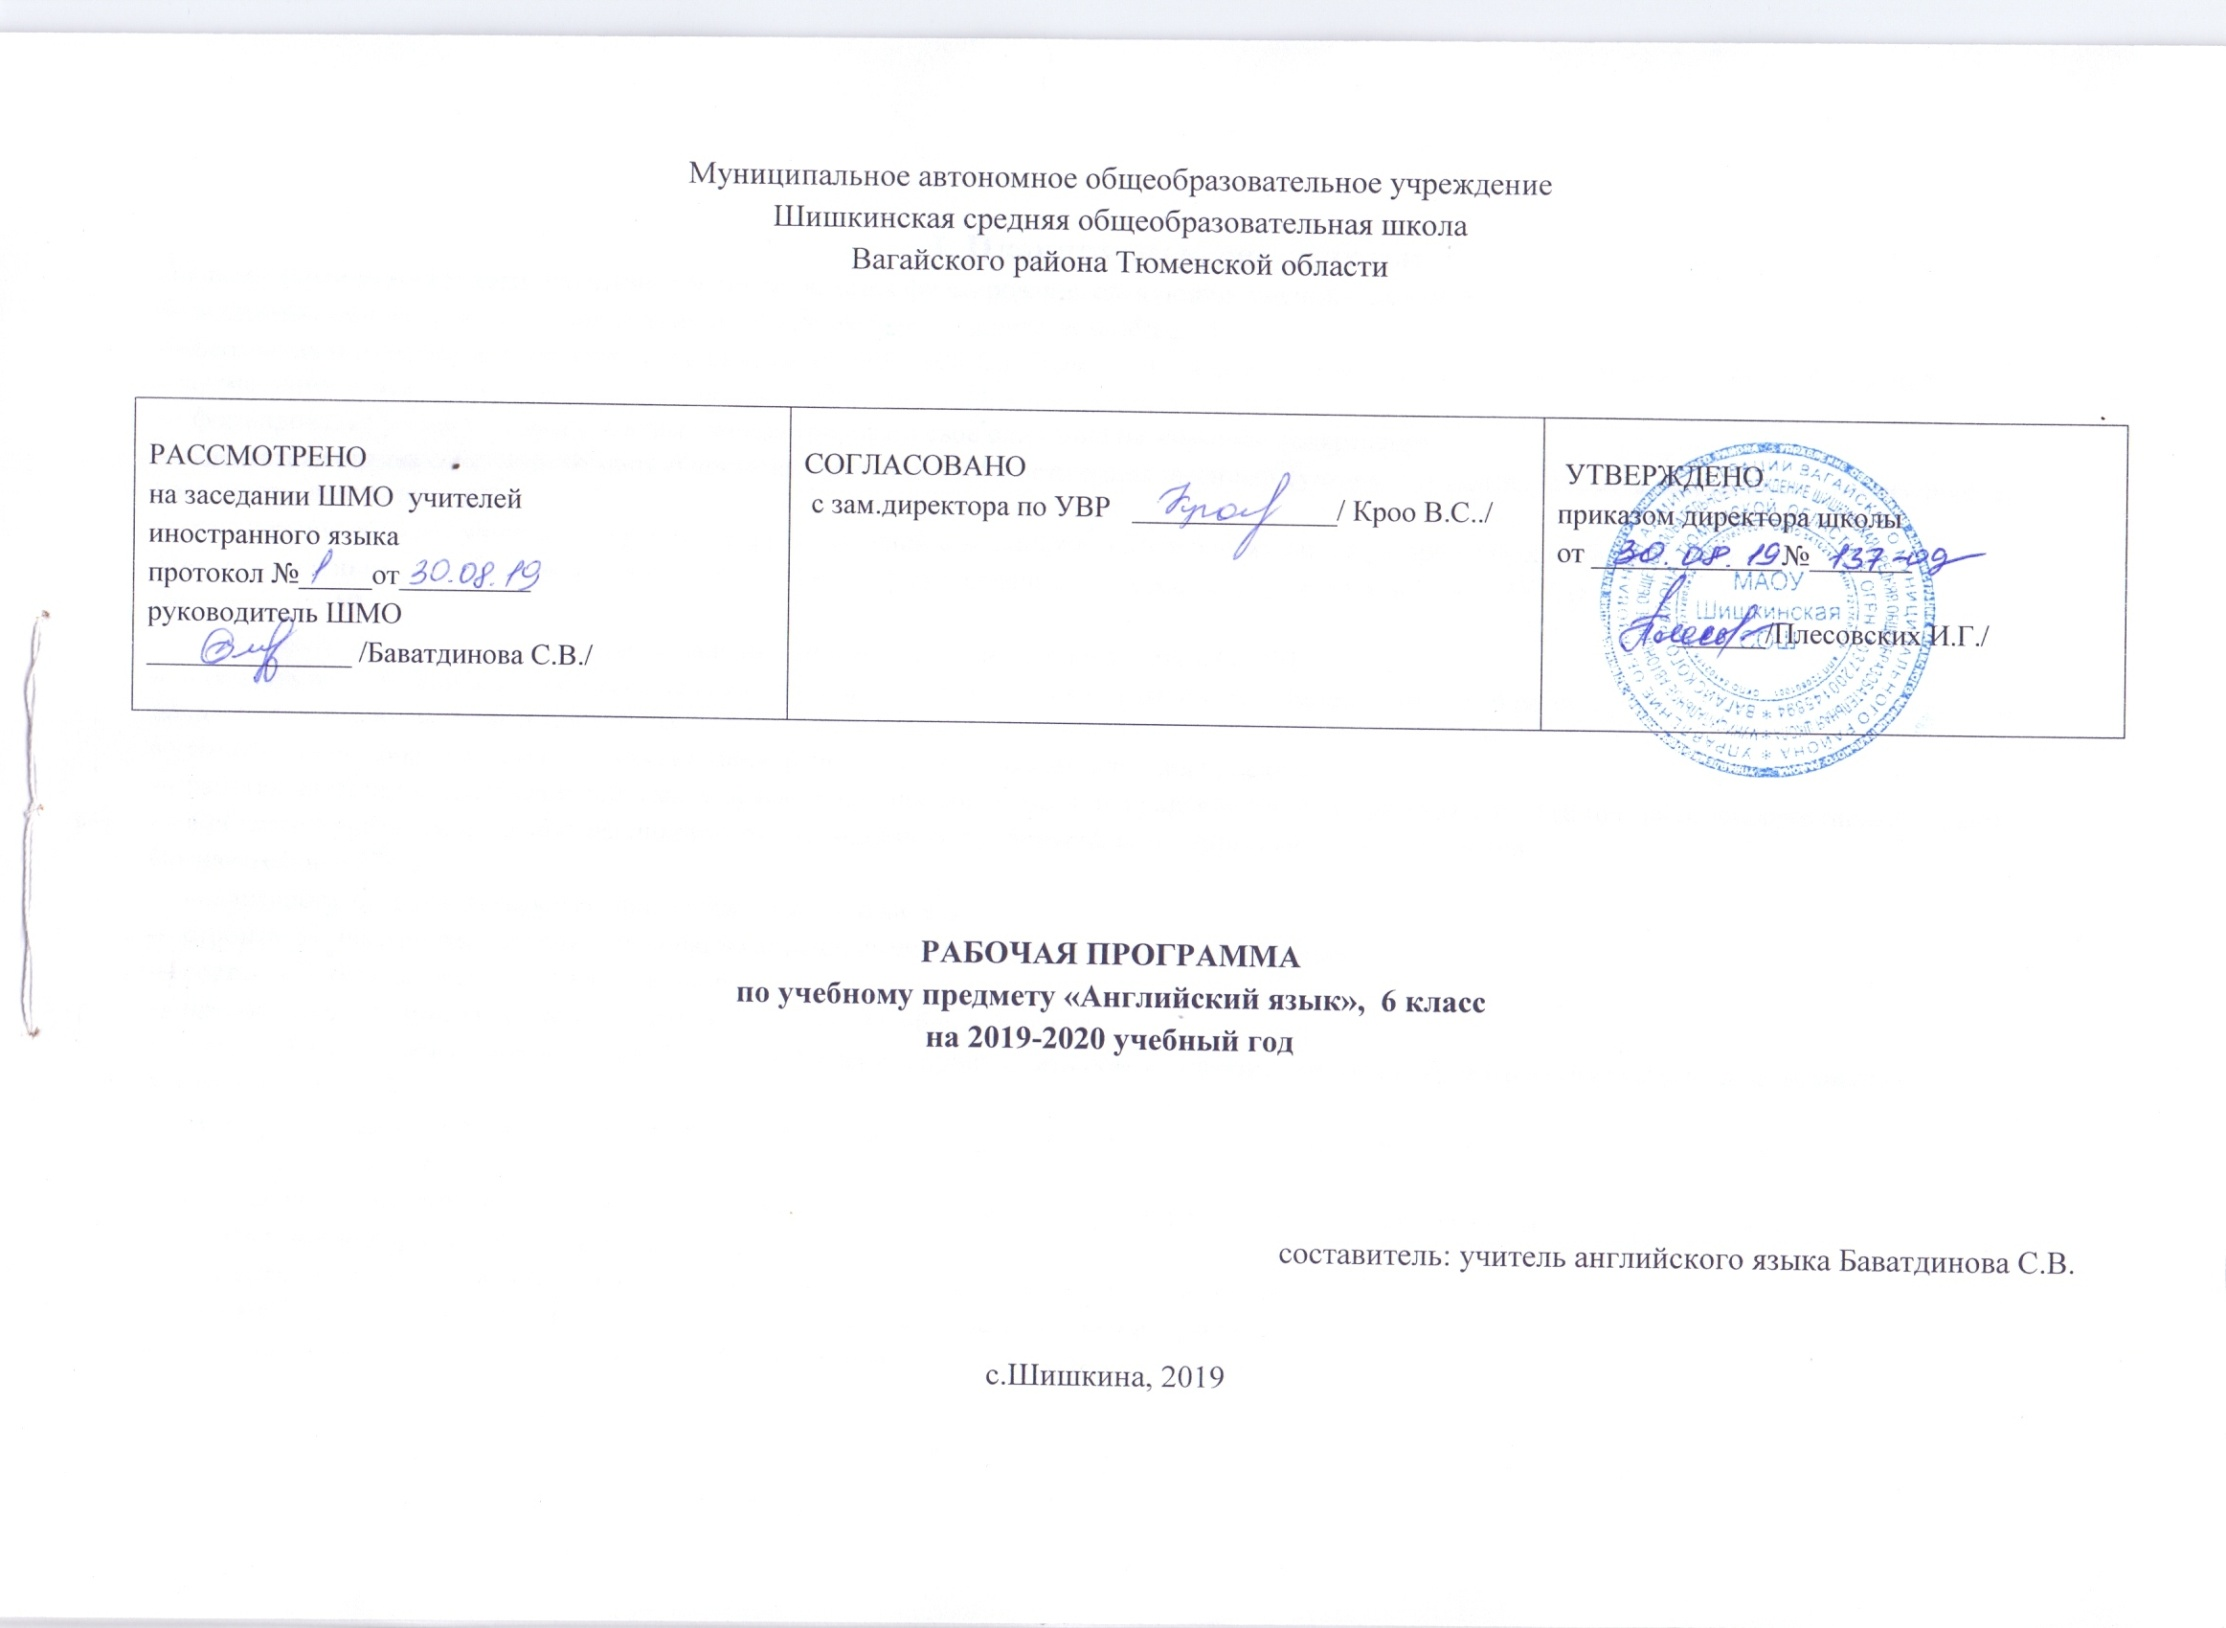 Муниципальное автономное общеобразовательное учреждение
Шишкинская средняя общеобразовательная школа
Вагайского района Тюменской области
РАССМОТРЕНО
на заседании ШМО учителей
иностранного языка
протокол № 1 от 30.08.19
руководитель ШМО
/Баватдинова С.В./
СОГЛАСОВАНО
с зам.директора по УВР / Кроо В.С../
УТВЕРЖДЕНО
приказом директора школы
от 30.08.19 № 137-од
/Плесовских И.Г./
МАОУ
Шишкинская
СОШ
РАБОЧАЯ ПРОГРАММА
по учебному предмету «Английский язык», 6 класс
на 2019-2020 учебный год
составитель: учитель английского языка Баватдинова С.В.
с.Шишкина, 2019